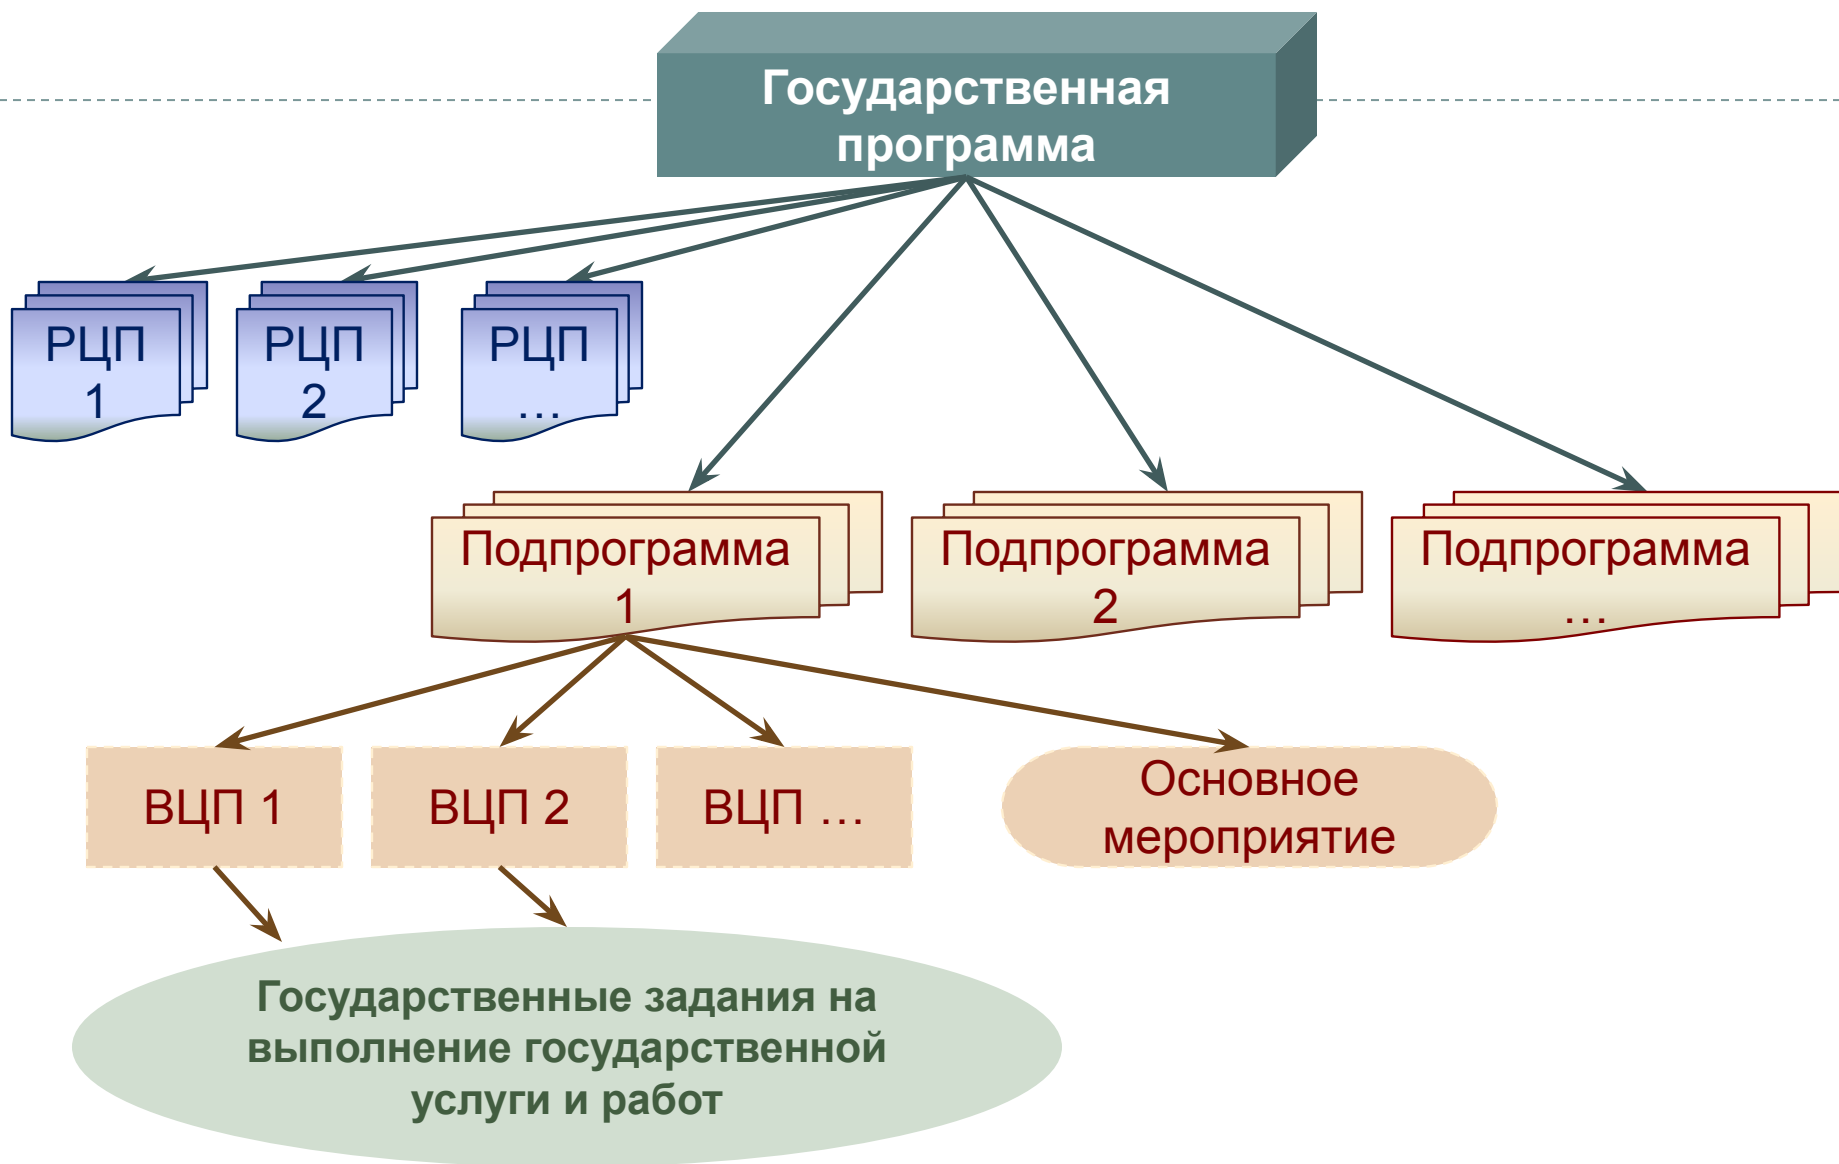 Государственная
программа
РЦП
1
РЦП
2
РЦП
…
Подпрограмма
1
Подпрограмма
2
Подпрограмма
…
ВЦП 1
ВЦП 2
ВЦП …
Основное
мероприятие
Государственные задания на
выполнение государственной
услуги и работ